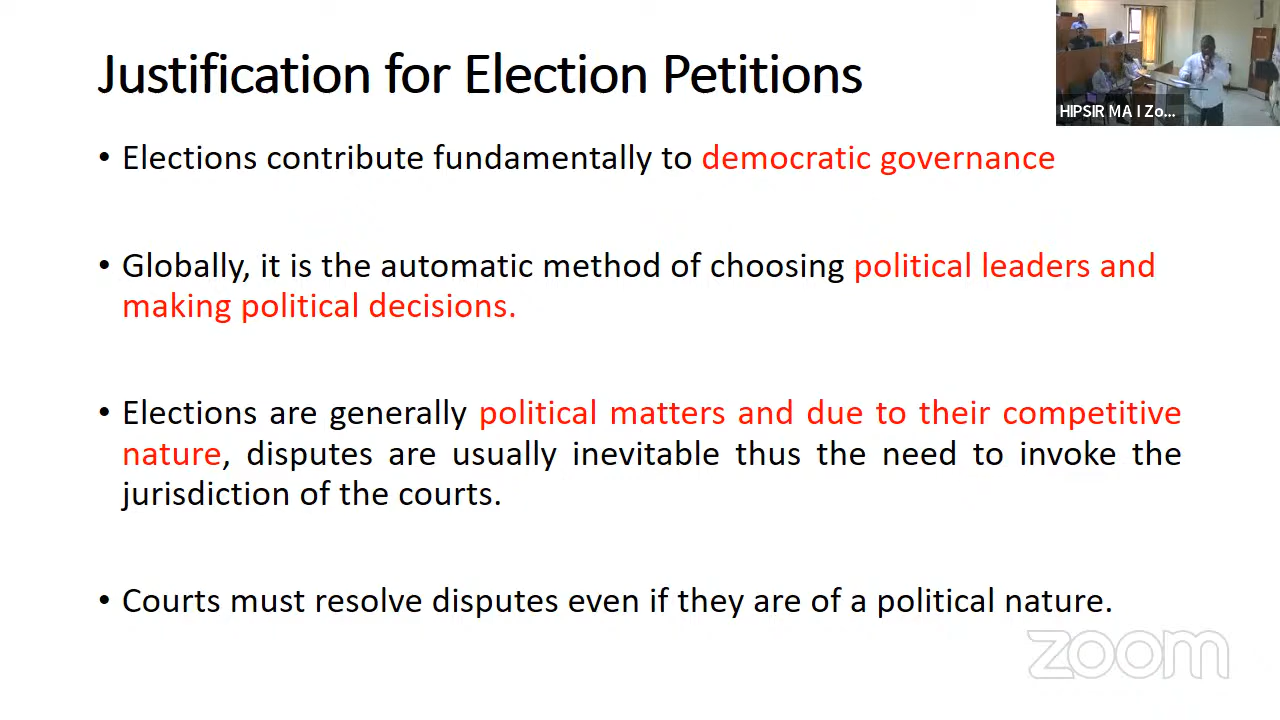 Justification for Election Petitions
HIPSIR MA I Zo...
• Elections contribute fundamentally to democratic governance
• Globally, it is the automatic method of choosing political leaders and
making political decisions.
• Elections are generally political matters and due to their competitive
nature, disputes are usually inevitable thus the need to invoke the
jurisdiction of the courts.
• Courts must resolve disputes even if they are of a political nature.
zoom